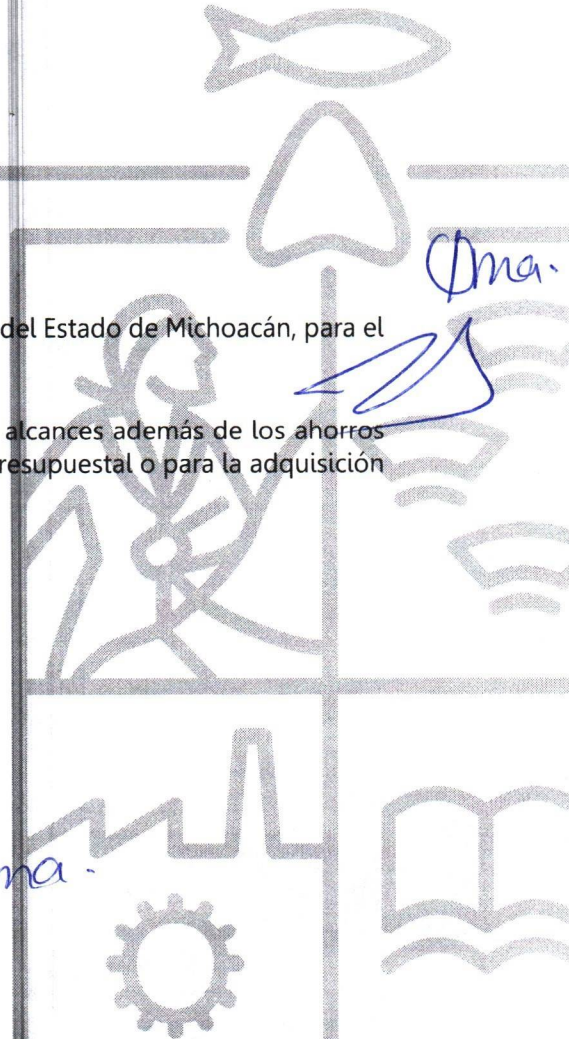 del Estado de Michoacán, para el
alcances además de los ahorros
resupuestal o para la adquisición